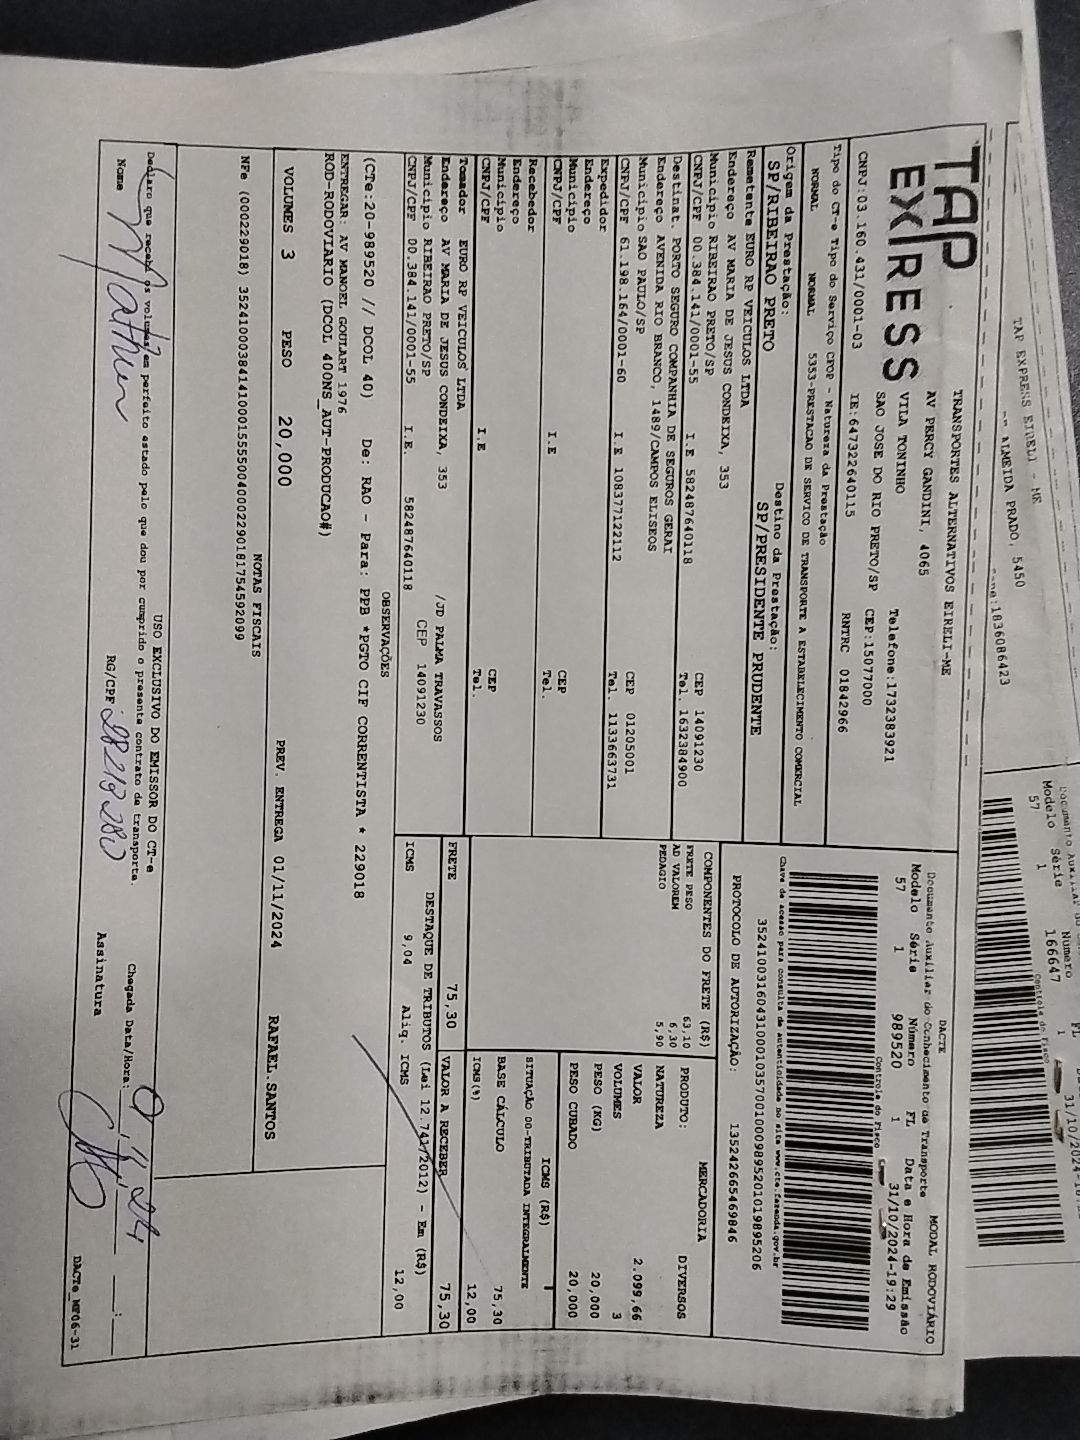 TAP EXPRESS EIRELI - ME
ALMEIDA PRADO, 5450
Modelo Série Número FL
57 1 166647 1 31/10/2024
Controle do Fisco
TAP
EXPRESS
TRANSPORTES ALTERNATIVOS EIRELI-ME
AV PERCY GANDINI, 4065
VILA TONINHO Telefone:1732383921
SAO JOSE DO RIO PRETO/SP CEP:15077000
CNPJ:03.160.431/0001-03 IE:647322640115 RNTRC 01842966
DACTE MODAL RODOVIÁRIO
Documento Auxiliar do Conhecimento de Transporte
Modelo Série Número FL Data e Hora de Emissão
57 1 989520 1 31/10/2024-19:29
Controle do Fisco
Chave de acesso para consulta de autenticidade no site www.cte.fazenda.gov.br
35241003160431000103570010009895201019895206
PROTOCOLO DE AUTORIZAÇÃO: 135242665469846
Tipo do CT-e Tipo do Serviço CFOP - Natureza da Prestação
NORMAL NORMAL 5353-PRESTACAO DE SERVICO DE TRANSPORTE A ESTABELECIMENTO COMERCIAL
Origem da Prestação: Destino da Prestação:
SP/RIBEIRAO PRETO SP/PRESIDENTE PRUDENTE
Remetente EURO RP VEICULOS LTDA
Endereço AV MARIA DE JESUS CONDEIXA, 353
Município RIBEIRAO PRETO/SP CEP 14091230
CNPJ/CPF 00.384.141/0001-55 I.E 582487640118 Tel. 1632384900
Destinat. PORTO SEGURO COMPANHIA DE SEGUROS GERAI
Endereço AVENIDA RIO BRANCO, 1489/CAMPOS ELISEOS
Município SAO PAULO/SP CEP 01205001
CNPJ/CPF 61.198.164/0001-60 I.E 108377122112 Tel. 1133663731
Expedidor
Endereço
Município CEP
CNPJ/CPF I.E Tel.
Recebedor
Endereço
Município CEP
CNPJ/CPF I.E Tel.
Tomador EURO RP VEICULOS LTDA
Endereço AV MARIA DE JESUS CONDEIXA, 353 /JD PALMA TRAVASSOS
Município RIBEIRAO PRETO/SP CEP 14091230
CNPJ/CPF 00.384.141/0001-55 I.E. 582487640118
COMPONENTES DO FRETE (R$)
FRETE PESO 63,10
AD VALOREM 6,30
PEDAGIO 5,90
MERCADORIA
PRODUTO: DIVERSOS
NATUREZA
VALOR 2.099,66
VOLUMES 3
PESO (KG) 20,000
PESO CUBADO 20,000
ICMS (R$)
SITUAÇÃO 00-TRIBUTADA INTEGRALMENTE
BASE CÁLCULO 75,30
ICMS(%) 12,00
FRETE 75,30 VALOR A RECEBER 75,30
DESTAQUE DE TRIBUTOS (Lei 12.741/2012) - Em (R$)
ICMS 9,04 Aliq. ICMS 12,00
OBSERVAÇÕES
(CTe:20-989520 // DCOL 40) De: RAO - Para: PPB *PGTO CIF CORRENTISTA * 229018
ENTREGAR: AV MANOEL GOULART 1976
ROD-RODOVIARIO (DCOL 400NS_AUT-PRODUCAO#)
VOLUMES 3 PESO 20,000 PREV. ENTREGA 01/11/2024 RAFAEL.SANTOS
NOTAS FISCAIS
NFe (000229018) 35241000384141000155550040002290181754592099
USO EXCLUSIVO DO EMISSOR DO CT-e
Declaro que recebi os volumes em perfeito estado pelo que dou por cumprido o presente contrato de transporte.
Nome RG/CPF Assinatura Chegada Data/Hora:
DACTe_MP06-31